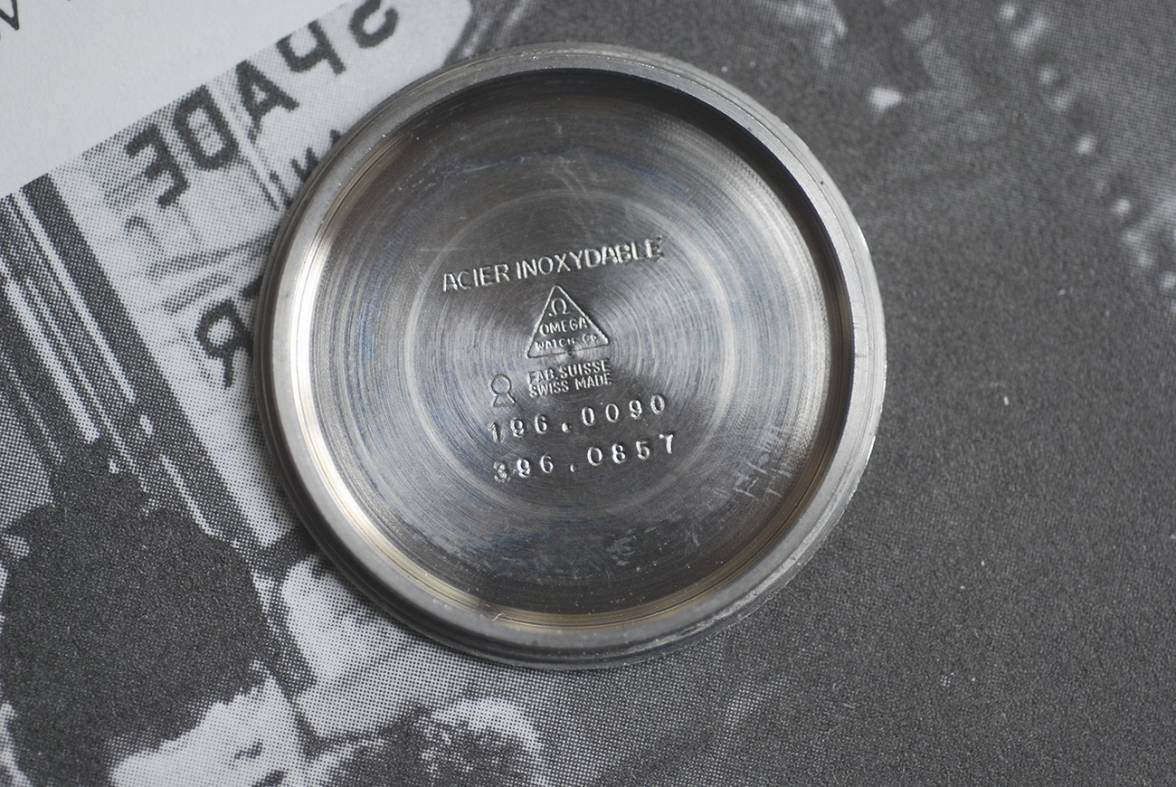 ACIER INOXYDABLE
Ω
OMEGA
WATCH Co
FAB. SUISSE
SWISS MADE
196.0090
396.0857